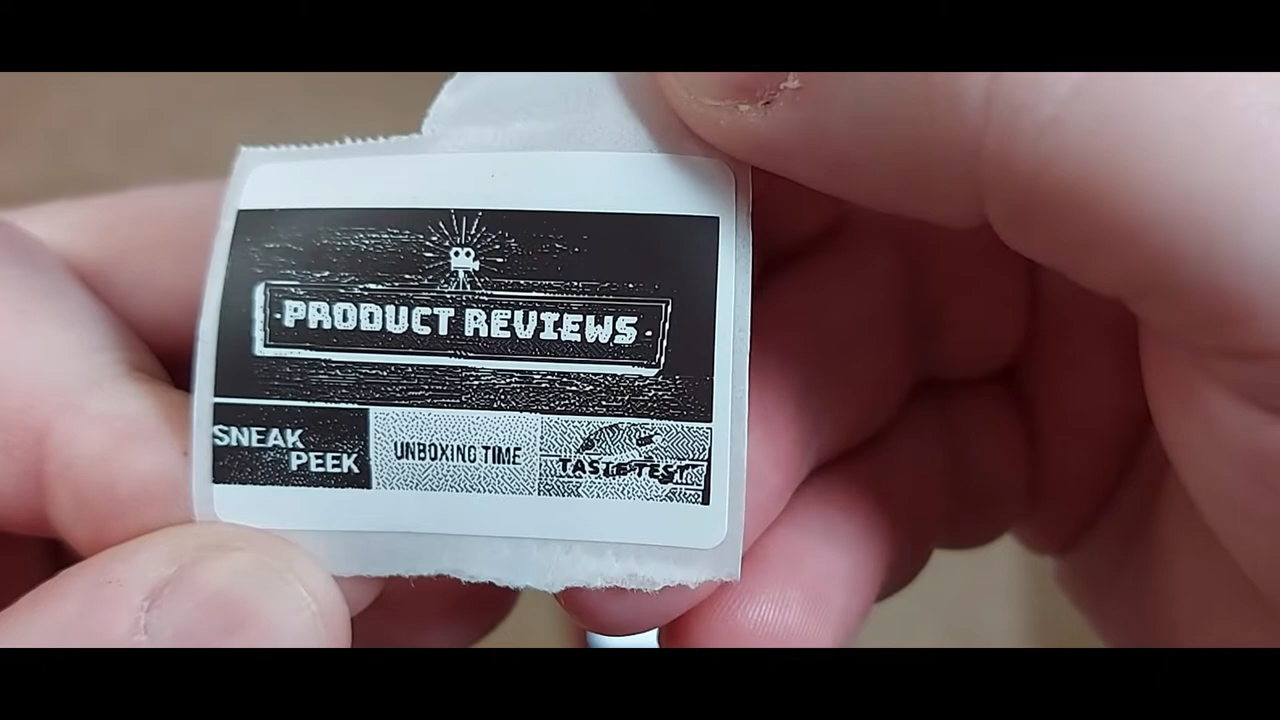 PRODUCT REVIEWS
SNEAK
PEEK
UNBOXING TIME
TASTE TEST